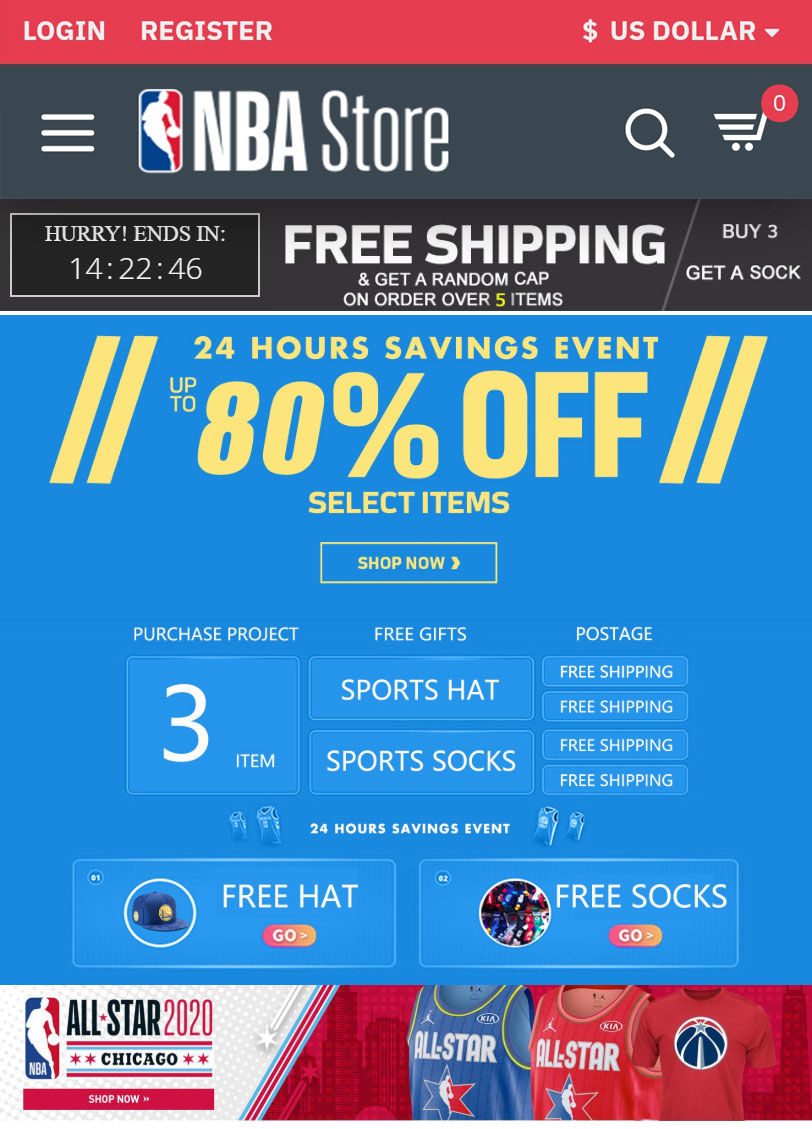 LOGIN REGISTER $ US DOLLAR
NBA Store 0
HURRY! ENDS IN:
14:22:46
FREE SHIPPING
& GET A RANDOM CAP
ON ORDER OVER 5 ITEMS
BUY 3
GET A SOCK
24 HOURS SAVINGS EVENT
UP TO 80% OFF
SELECT ITEMS
SHOP NOW ❯
PURCHASE PROJECT FREE GIFTS POSTAGE
3 ITEM
SPORTS HAT
SPORTS SOCKS
FREE SHIPPING
FREE SHIPPING
FREE SHIPPING
FREE SHIPPING
24 HOURS SAVINGS EVENT
01 FREE HAT
GO >
02 FREE SOCKS
GO >
NBA ALL★STAR 2020
★★ CHICAGO ★★
SHOP NOW »
KIA
ALL-STAR
KIA
ALL-STAR